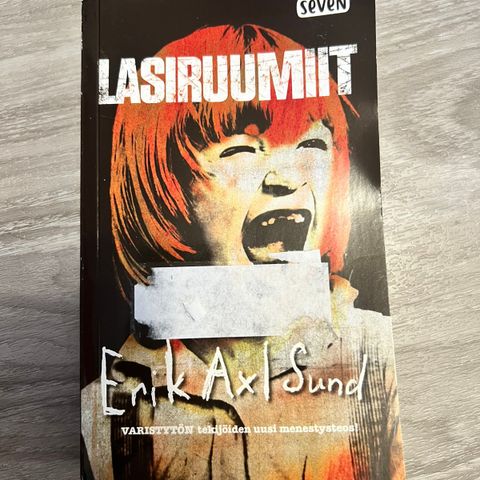 seven
LASIRUUMIIT
Erik Axl Sund
VARISTYTÖN tekijöiden uusi menestysteos!